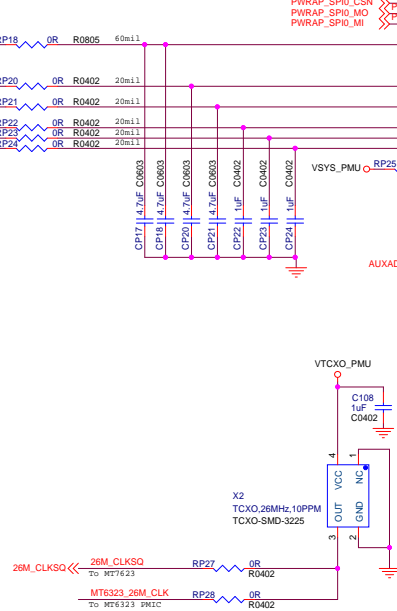 PWRAP_SPI0_CSN
PWRAP_SPI0_MO
PWRAP_SPI0_MI
RP18 0R R0805 60mil
RP20 0R R0402 20mil
RP21 0R R0402 20mil
RP22 0R R0402 20mil
RP23 0R R0402 20mil
RP24 0R R0402 20mil
CP17 4.7uF C0603
CP18 4.7uF C0603
CP20 4.7uF C0603
CP21 4.7uF C0603
CP22 1uF C0402
CP23 1uF C0402
CP24 1uF C0402
VSYS_PMU RP25
AUXAD
VTCXO_PMU
C108
1uF
C0402
4 1
VCC NC
X2
TCXO,26MHz,10PPM
TCXO-SMD-3225
OUT GND
3 2
26M_CLKSQ 26M_CLKSQ RP27 0R
To MT7623 R0402
MT6323_26M_CLK RP28 0R
To MT6323 PMIC R0402